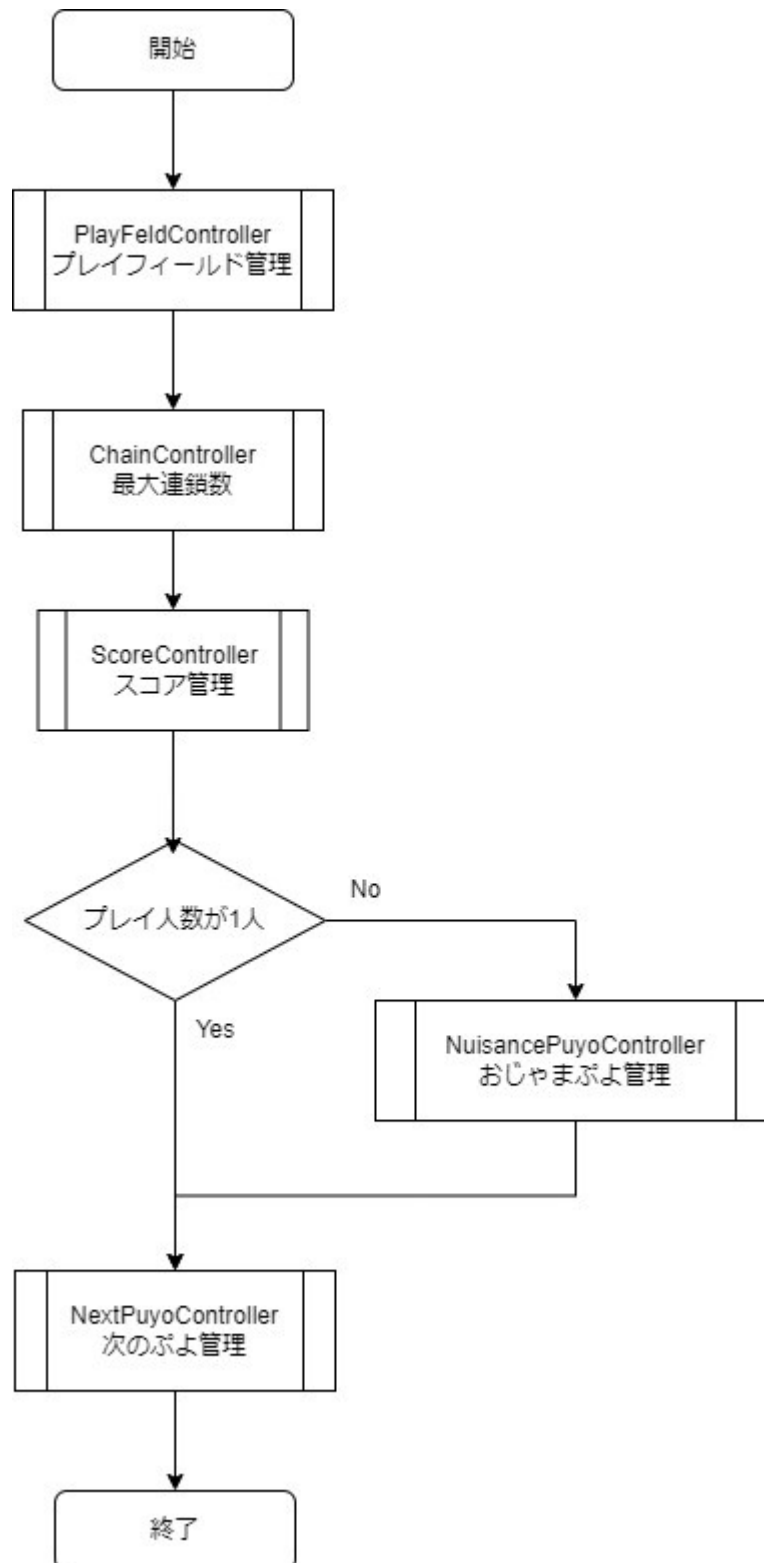 開始
PlayFeldController
プレイフィールド管理
ChainController
最大連鎖数
ScoreController
スコア管理
プレイ人数が1人
No
Yes
NuisancePuyoController
おじゃまぷよ管理
NextPuyoController
次のぷよ管理
終了